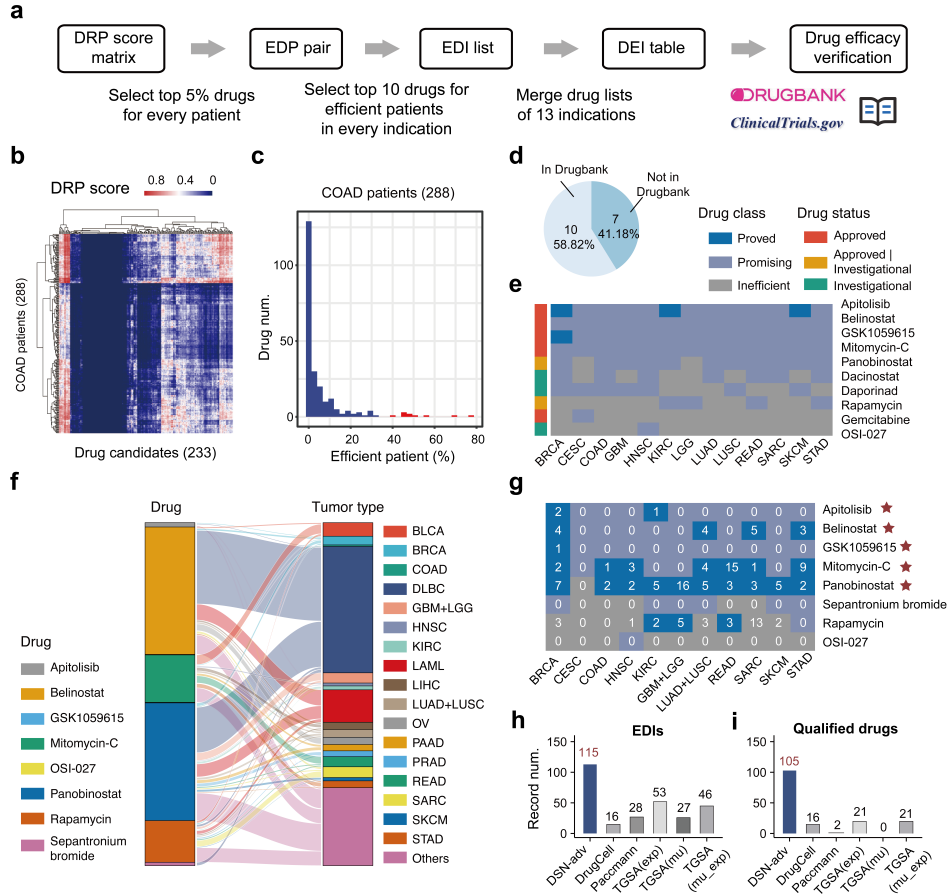 a
DRP score
matrix
EDP pair
EDI list
DEI table
Drug efficacy
verification
Select top 5% drugs
for every patient
Select top 10 drugs for
efficient patients
in every indication
Merge drug lists
of 13 indications
DRUGBANK
ClinicalTrials.gov
b
DRP score
0.8 0.4 0
COAD patients (288)
Drug candidates (233)
c
COAD patients (288)
Drug num.
100
50
0
0 20 40 60 80
Efficient patient (%)
d
In Drugbank
Not in
Drugbank
10
58.82%
7
41.18%
Drug class
Proved
Promising
Inefficient
Drug status
Approved
Approved |
Investigational
Investigational
e
Apitolisib
Belinostat
GSK1059615
Mitomycin-C
Panobinostat
Dacinostat
Daporinad
Rapamycin
Gemcitabine
OSI-027
BRCA CESC COAD GBM HNSC KIRC LGG LUAD LUSC READ SARC SKCM STAD
f
Drug
Tumor type
Drug
Apitolisib
Belinostat
GSK1059615
Mitomycin-C
OSI-027
Panobinostat
Rapamycin
Sepantronium
bromide
BLCA
BRCA
COAD
DLBC
GBM+LGG
HNSC
KIRC
LAML
LIHC
LUAD+LUSC
OV
PAAD
PRAD
READ
SARC
SKCM
STAD
Others
g
2 0 0 0 1 0 0 0 0 0 0 Apitolisib
4 0 0 0 0 0 4 0 5 0 3 Belinostat
1 0 0 0 0 0 0 0 0 0 0 GSK1059615
2 0 1 3 0 0 4 15 1 0 9 Mitomycin-C
7 0 2 2 5 16 5 3 3 5 2 Panobinostat
0 0 0 0 0 0 0 0 0 0 0 Sepantronium bromide
3 0 0 1 2 5 3 3 13 2 0 Rapamycin
0 0 0 0 0 0 0 0 0 0 0 OSI-027
BRCA CESC COAD HNSC KIRC GBM+LGG LUAD+LUSC READ SARC SKCM STAD
h
EDIs
Record num.
150
100
50
0
115 16 28 53 27 46
DSN-adv DrugCell Paccmann TGSA(exp) TGSA(mu) TGSA
(mu_exp)
i
Qualified drugs
150
100
50
0
105 16 2 21 0 21
DSN-adv DrugCell Paccmann TGSA(exp) TGSA(mu) TGSA
(mu_exp)